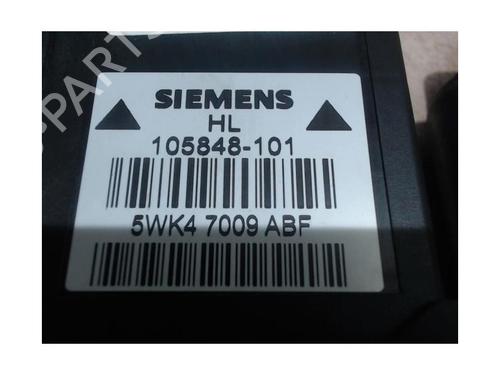 SIEMENS
HL
105848-101
5WK4 7009 ABF